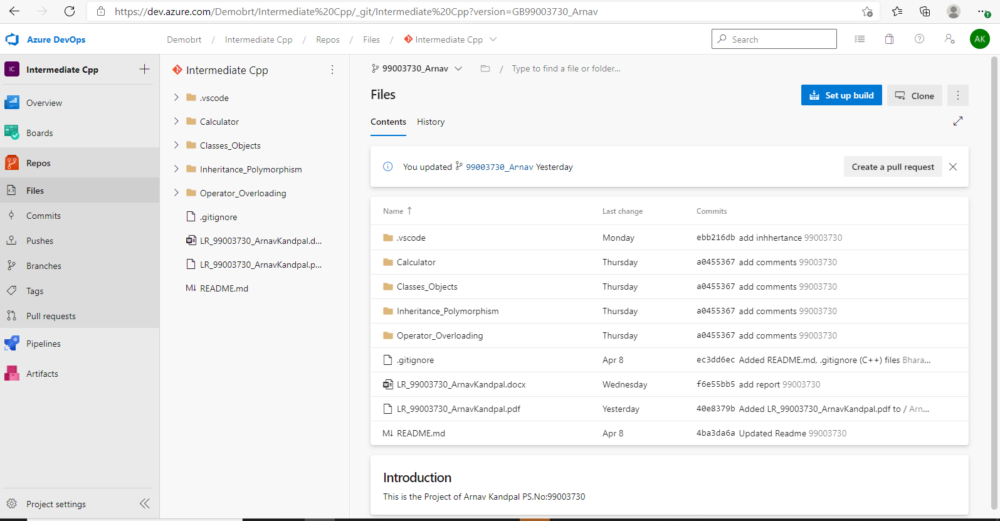 https://dev.azure.com/Demobrt/Intermediate%20Cpp/_git/Intermediate%20Cpp?version=GB99003730_Arnav
Azure DevOps
Demobrt / Intermediate Cpp / Repos / Files / Intermediate Cpp
Search
AK
IC Intermediate Cpp
Overview
Boards
Repos
Files
Commits
Pushes
Branches
Tags
Pull requests
Pipelines
Artifacts
Project settings
Intermediate Cpp
.vscode
Calculator
Classes_Objects
Inheritance_Polymorphism
Operator_Overloading
.gitignore
LR_99003730_ArnavKandpal.d...
LR_99003730_ArnavKandpal.p...
M↓ README.md
99003730_Arnav / Type to find a file or folder...
Files
Set up build
Clone
Contents History
You updated 99003730_Arnav Yesterday
Create a pull request
Name ↑ Last change Commits
.vscode Monday ebb216db add inhhertance 99003730
Calculator Thursday a0455367 add comments 99003730
Classes_Objects Thursday a0455367 add comments 99003730
Inheritance_Polymorphism Thursday a0455367 add comments 99003730
Operator_Overloading Thursday a0455367 add comments 99003730
.gitignore Apr 8 ec3dd6ec Added README.md, .gitignore (C++) files Bhara...
LR_99003730_ArnavKandpal.docx Wednesday f6e55bb5 add report 99003730
LR_99003730_ArnavKandpal.pdf Yesterday 40e8379b Added LR_99003730_ArnavKandpal.pdf to / Arn...
M↓ README.md Apr 8 4ba3da6a Updated Readme 99003730
Introduction
This is the Project of Arnav Kandpal PS.No:99003730